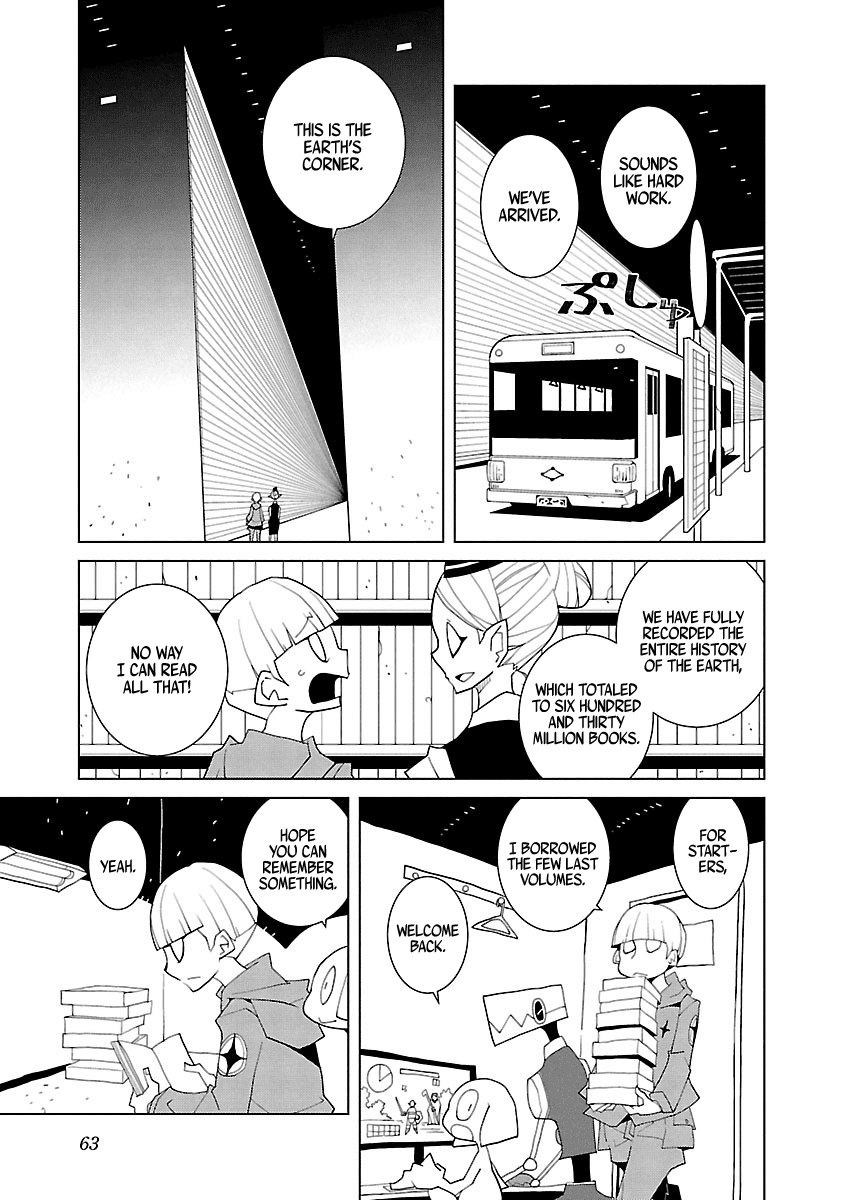 SOUNDS
LIKE HARD
WORK.
WE'VE
ARRIVED.
ぷしゅ
THIS IS THE
EARTH'S
CORNER.
WE HAVE FULLY
RECORDED THE
ENTIRE HISTORY
OF THE EARTH,
WHICH TOTALED
TO SIX HUNDRED
AND THIRTY
MILLION BOOKS.
NO WAY
I CAN READ
ALL THAT!
FOR
START-
ERS,
I BORROWED
THE FEW LAST
VOLUMES.
WELCOME
BACK.
HOPE
YOU CAN
REMEMBER
SOMETHING.
YEAH.
63